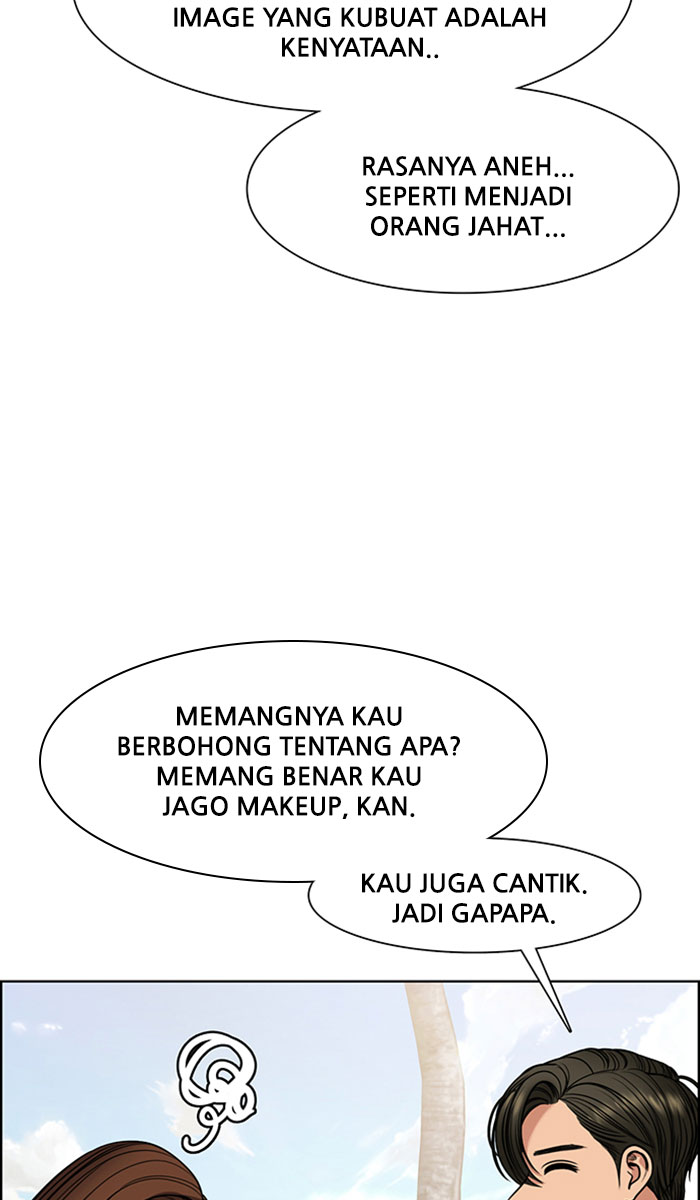 IMAGE YANG KUBUAT ADALAH
KENYATAAN..
RASANYA ANEH...
SEPERTI MENJADI
ORANG JAHAT...
MEMANGNYA KAU
BERBOHONG TENTANG APA?
MEMANG BENAR KAU
JAGO MAKEUP, KAN.
KAU JUGA CANTIK.
JADI GAPAPA.